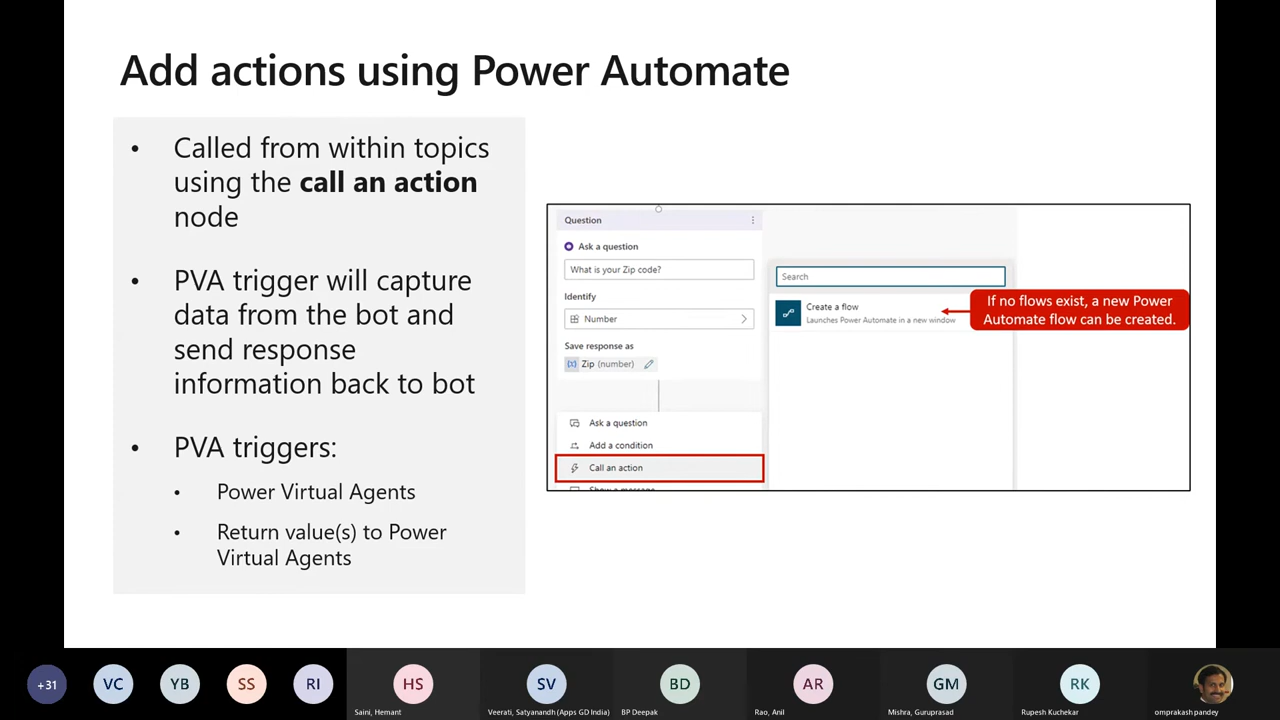 Add actions using Power Automate
• Called from within topics
using the call an action
node
• PVA trigger will capture
data from the bot and
send response
information back to bot
• PVA triggers:
• Power Virtual Agents
• Return value(s) to Power
Virtual Agents
Question
Ask a question
What is your Zip code?
Identify
Number
Save response as
{x} Zip (number)
Ask a question
Add a condition
Call an action
Show a message
Search
Create a flow
Launches Power Automate in a new window
If no flows exist, a new Power
Automate flow can be created.
+31
VC
YB
SS
RI
HS
SV
BD
AR
GM
RK
Saini, Hemant
Veerati, Satyanandh (Apps GD India)
BP Deepak
Rao, Anil
Mishra, Guruprasad
Rupesh Kuchekar
omprakash pandey